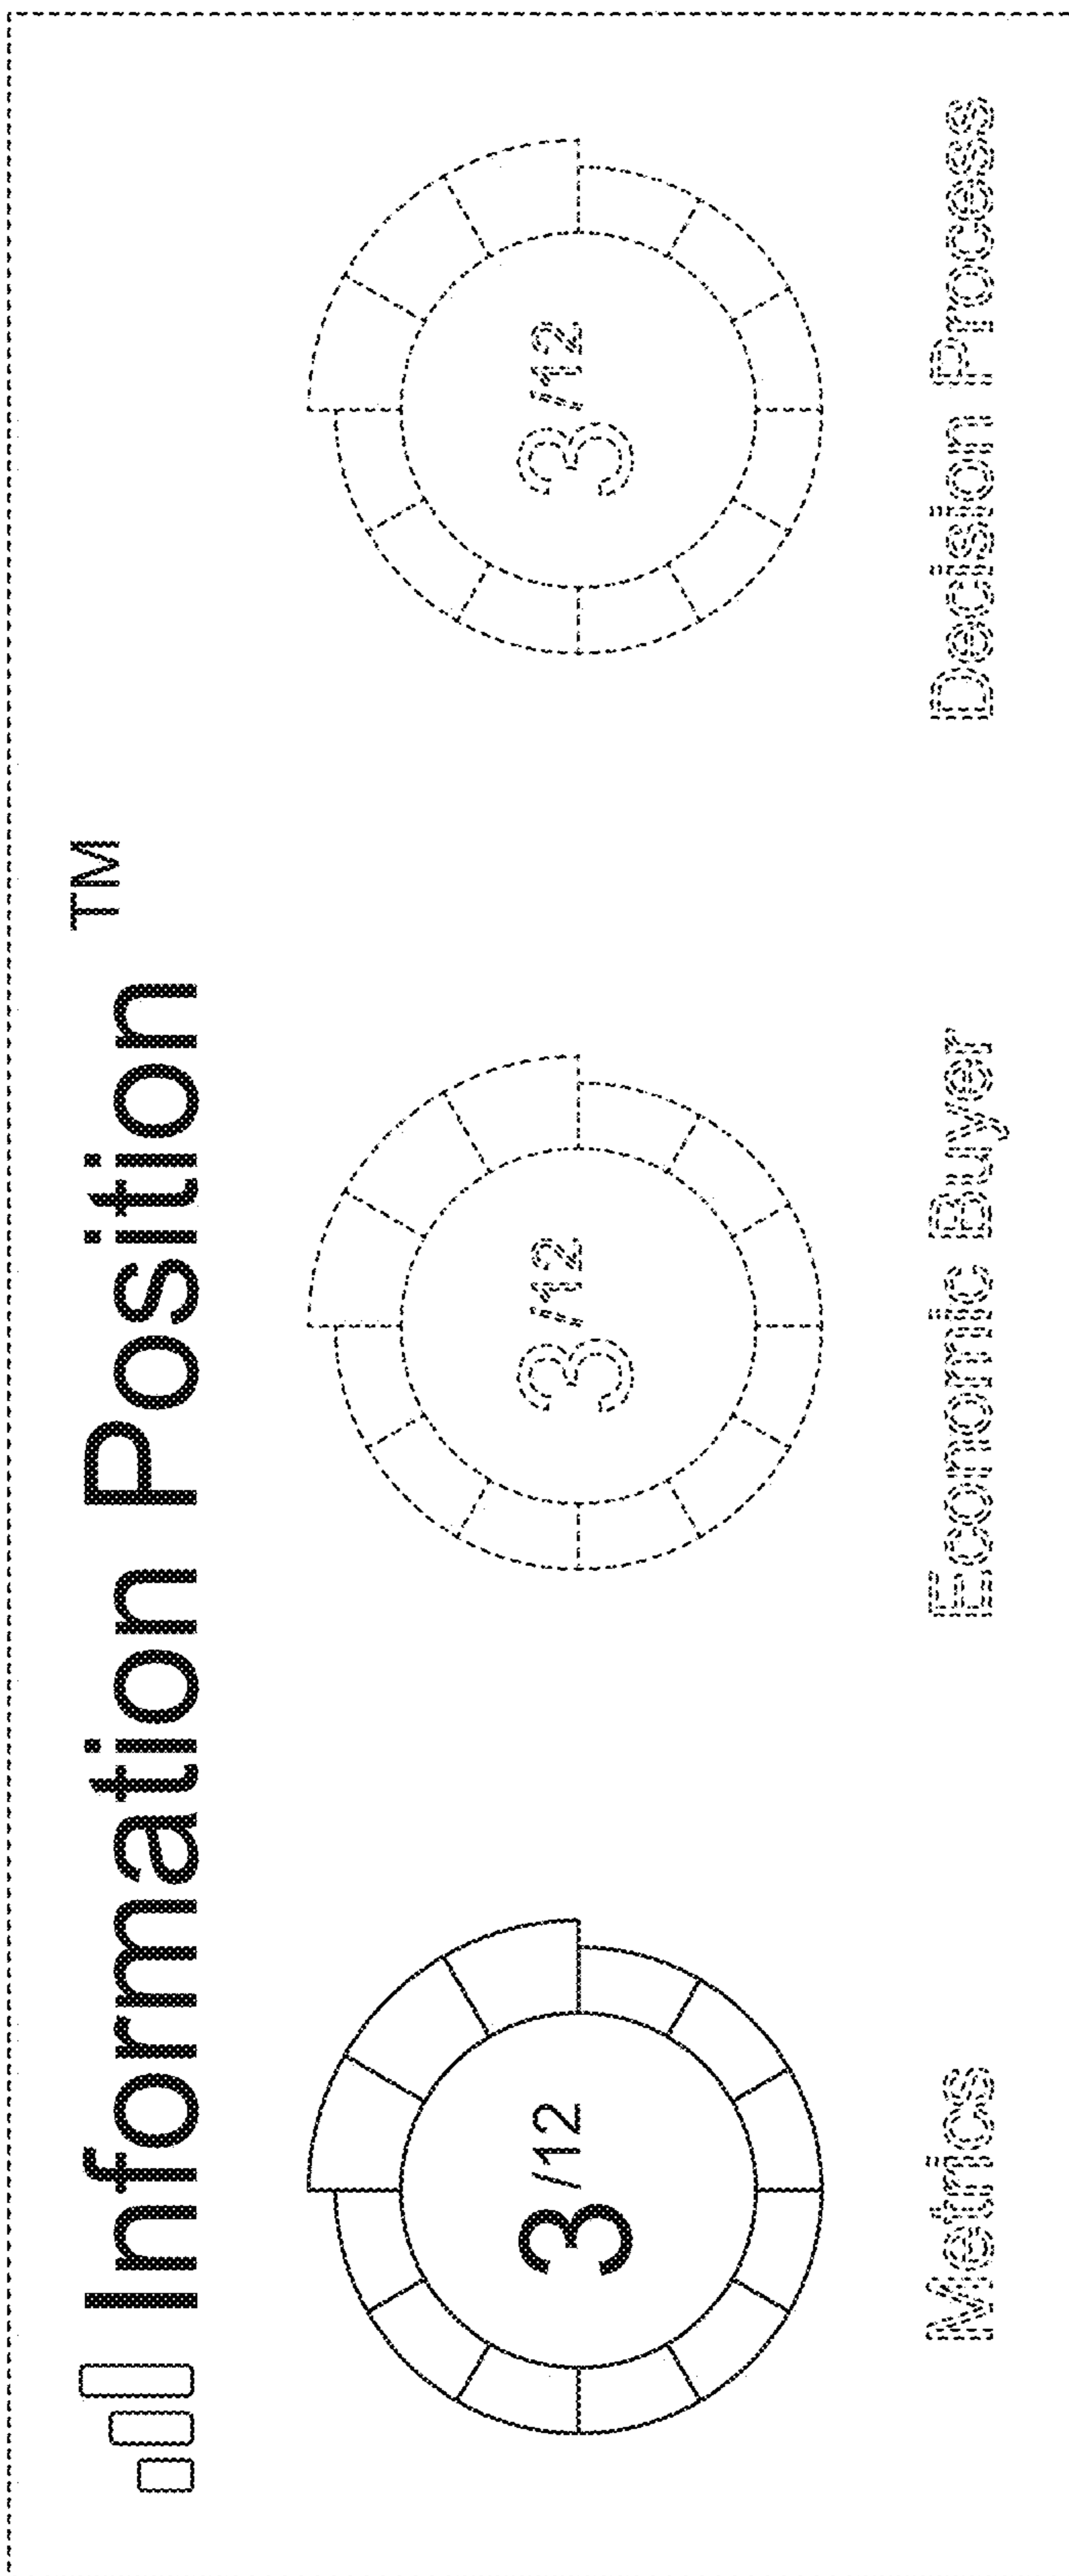 Information Position™
3/12
3/12
3/12
Metrics
Economic Buyer
Decision Process